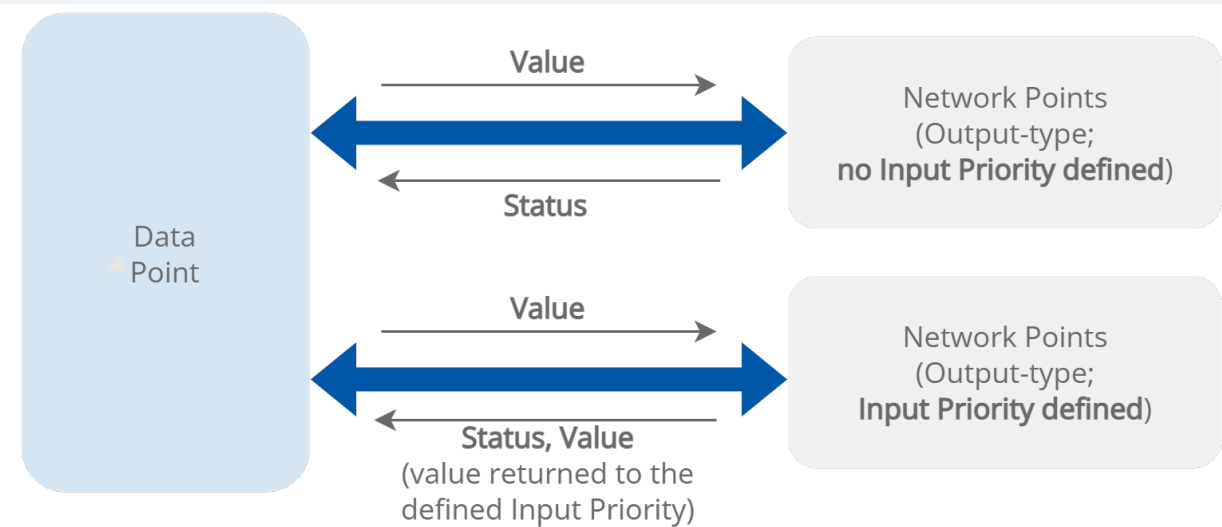 Data
Point
Value
Status
Network Points
(Output-type;
no Input Priority defined)
Value
Status, Value
(value returned to the
defined Input Priority)
Network Points
(Output-type;
Input Priority defined)